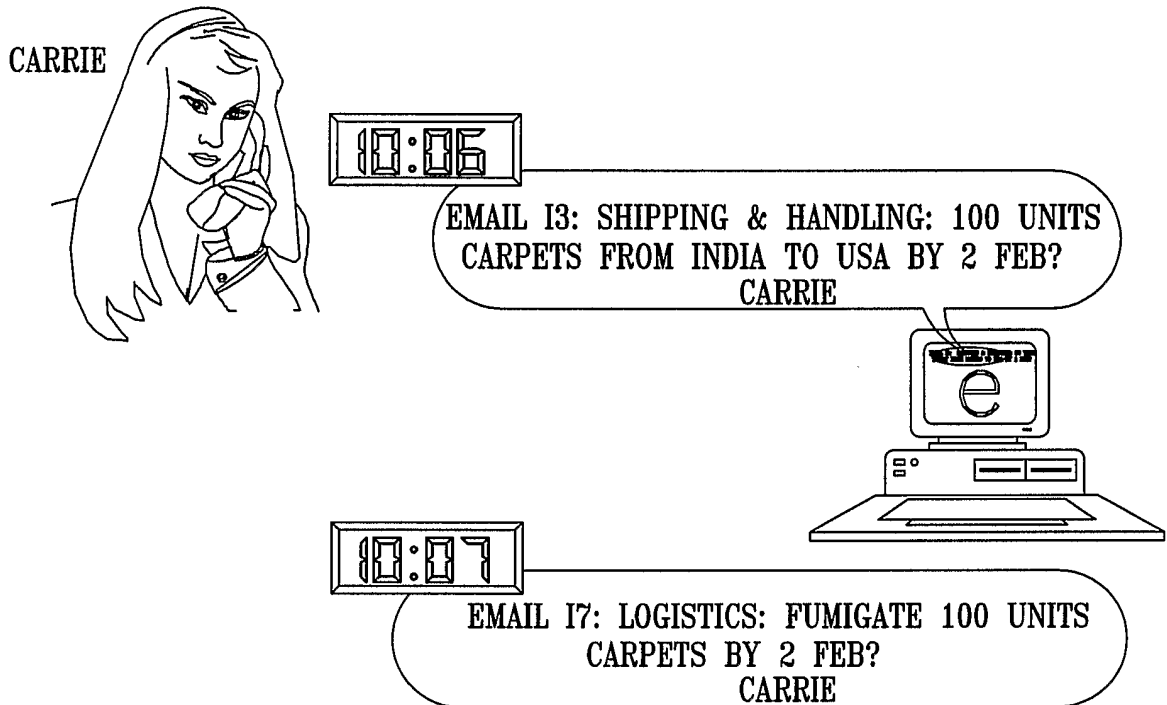 CARRIE
10:06
EMAIL I3: SHIPPING & HANDLING: 100 UNITS
CARPETS FROM INDIA TO USA BY 2 FEB?
CARRIE
e
10:07
EMAIL I7: LOGISTICS: FUMIGATE 100 UNITS
CARPETS BY 2 FEB?
CARRIE